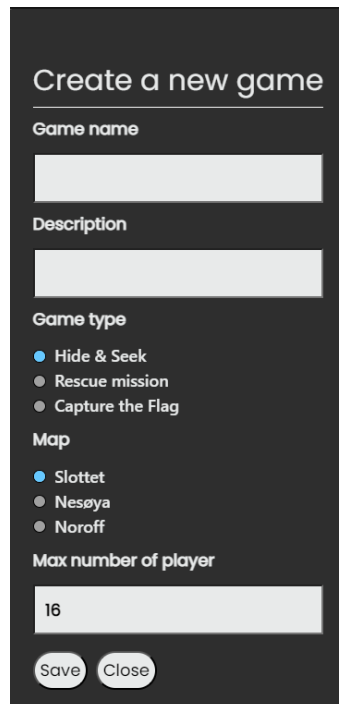 Create a new game
Game name
Description
Game type
Hide & Seek
Rescue mission
Capture the Flag
Map
Slottet
Nesøya
Noroff
Max number of player
16
Save Close